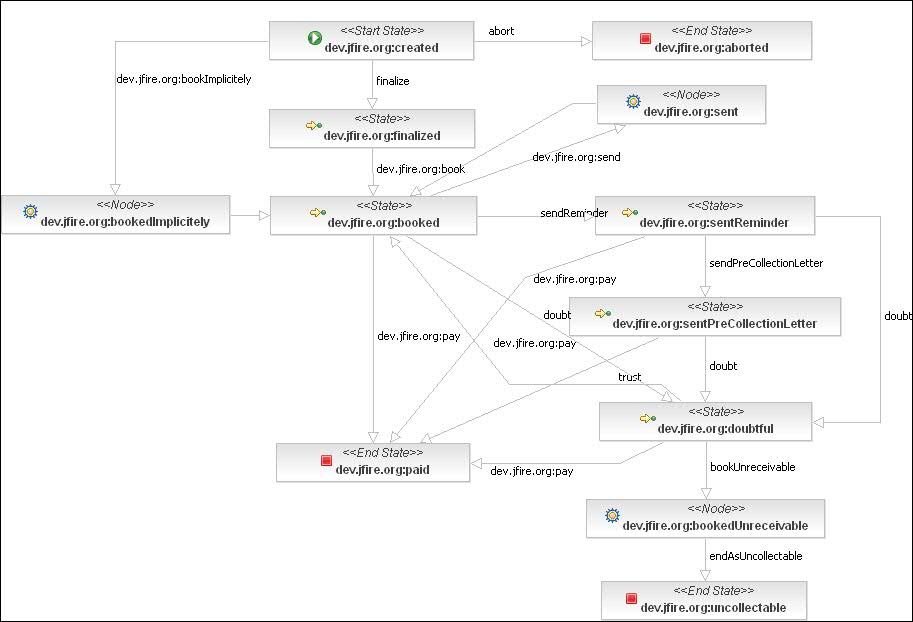 <<Start State>>
dev.jfire.org:created
abort
<<End State>>
dev.jfire.org:aborted
dev.jfire.org:bookImplicitely
finalize
<<Node>>
dev.jfire.org:sent
<<State>>
dev.jfire.org:finalized
dev.jfire.org:send
dev.jfire.org:book
<<Node>>
dev.jfire.org:bookedImplicitely
<<State>>
dev.jfire.org:booked
sendReminder
<<State>>
dev.jfire.org:sentReminder
sendPreCollectionLetter
dev.jfire.org:pay
<<State>>
dev.jfire.org:sentPreCollectionLetter
doubt
doubt
dev.jfire.org:pay
dev.jfire.org:pay
doubt
trust
<<State>>
dev.jfire.org:doubtful
<<End State>>
dev.jfire.org:paid
dev.jfire.org:pay
bookUnreceivable
<<Node>>
dev.jfire.org:bookedUnreceivable
endAsUncollectable
<<End State>>
dev.jfire.org:uncollectable